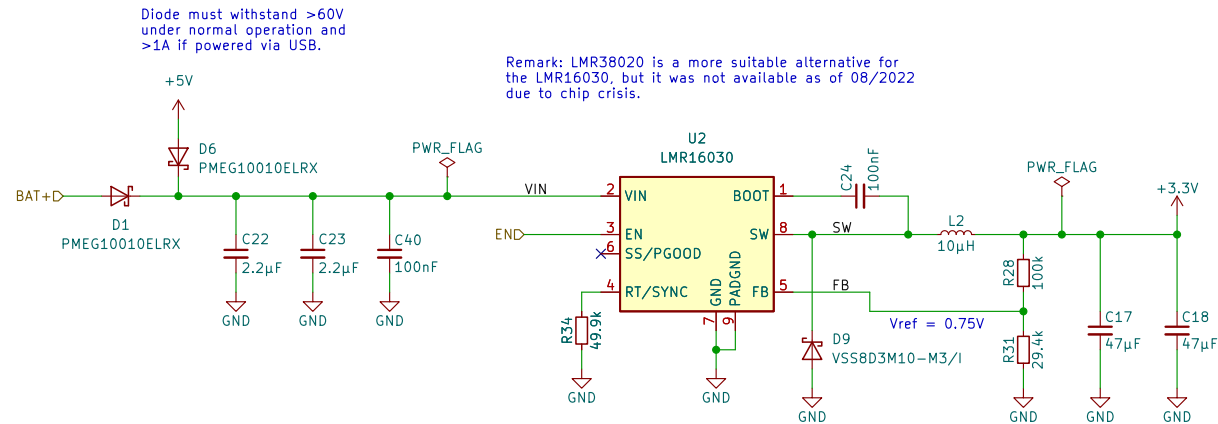 Diode must withstand >60V
under normal operation and
>1A if powered via USB.
Remark: LMR38020 is a more suitable alternative for
the LMR16030, but it was not available as of 08/2022
due to chip crisis.
+5V
D6
PMEG10010ELRX
BAT+
D1
PMEG10010ELRX
C22
2.2µF
GND
C23
2.2µF
GND
C40
100nF
GND
PWR_FLAG
VIN
EN
U2
LMR16030
2 VIN
3 EN
6 SS/PGOOD
4 RT/SYNC
BOOT 1
SW 8
FB 5
GND 7
PADGND 9
R34
49.9k
GND
GND
C24
100nF
SW
FB
D9
VSS8D3M10-M3/I
GND
L2
10µH
PWR_FLAG
+3.3V
R28
100k
Vref = 0.75V
R31
29.4k
GND
C17
47µF
GND
C18
47µF
GND